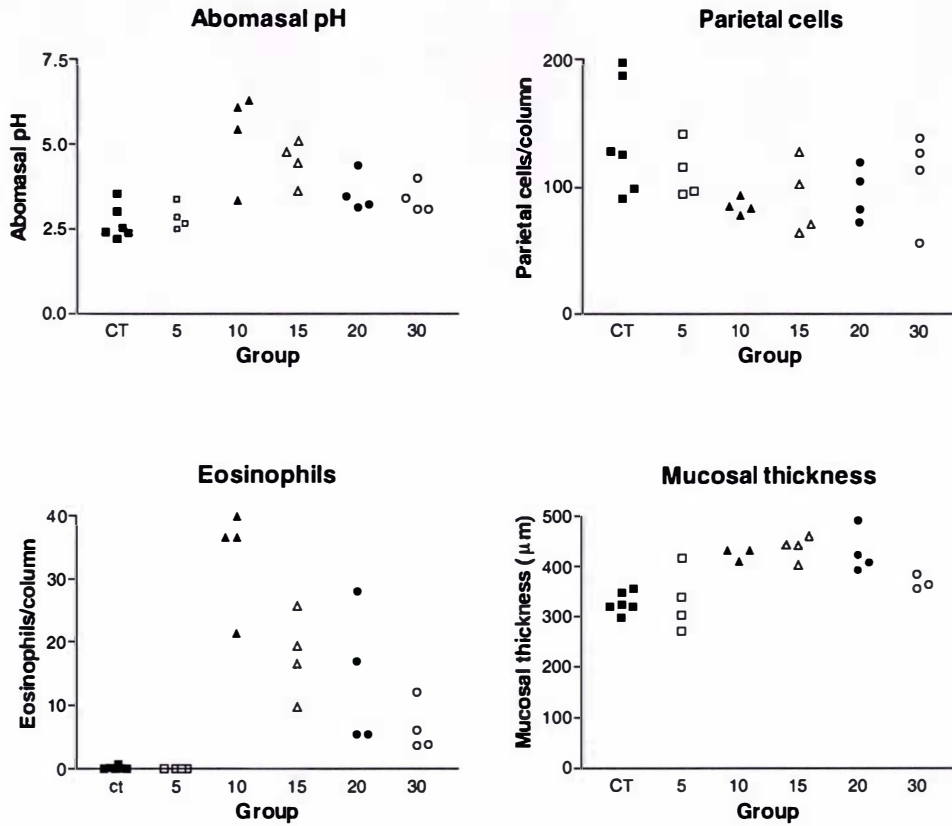 Abomasal pH
Abomasal pH
7.5
5.0
2.5
0.0
CT 5 10 15 20 30
Group
Parietal cells
Parietal cells/column
200
100
0
CT 5 10 15 20 30
Group
Eosinophils
Eosinophils/column
40
30
20
10
0
ct 5 10 15 20 30
Group
Mucosal thickness
Mucosal thickness (μm)
500
400
300
200
100
0
CT 5 10 15 20 30
Group